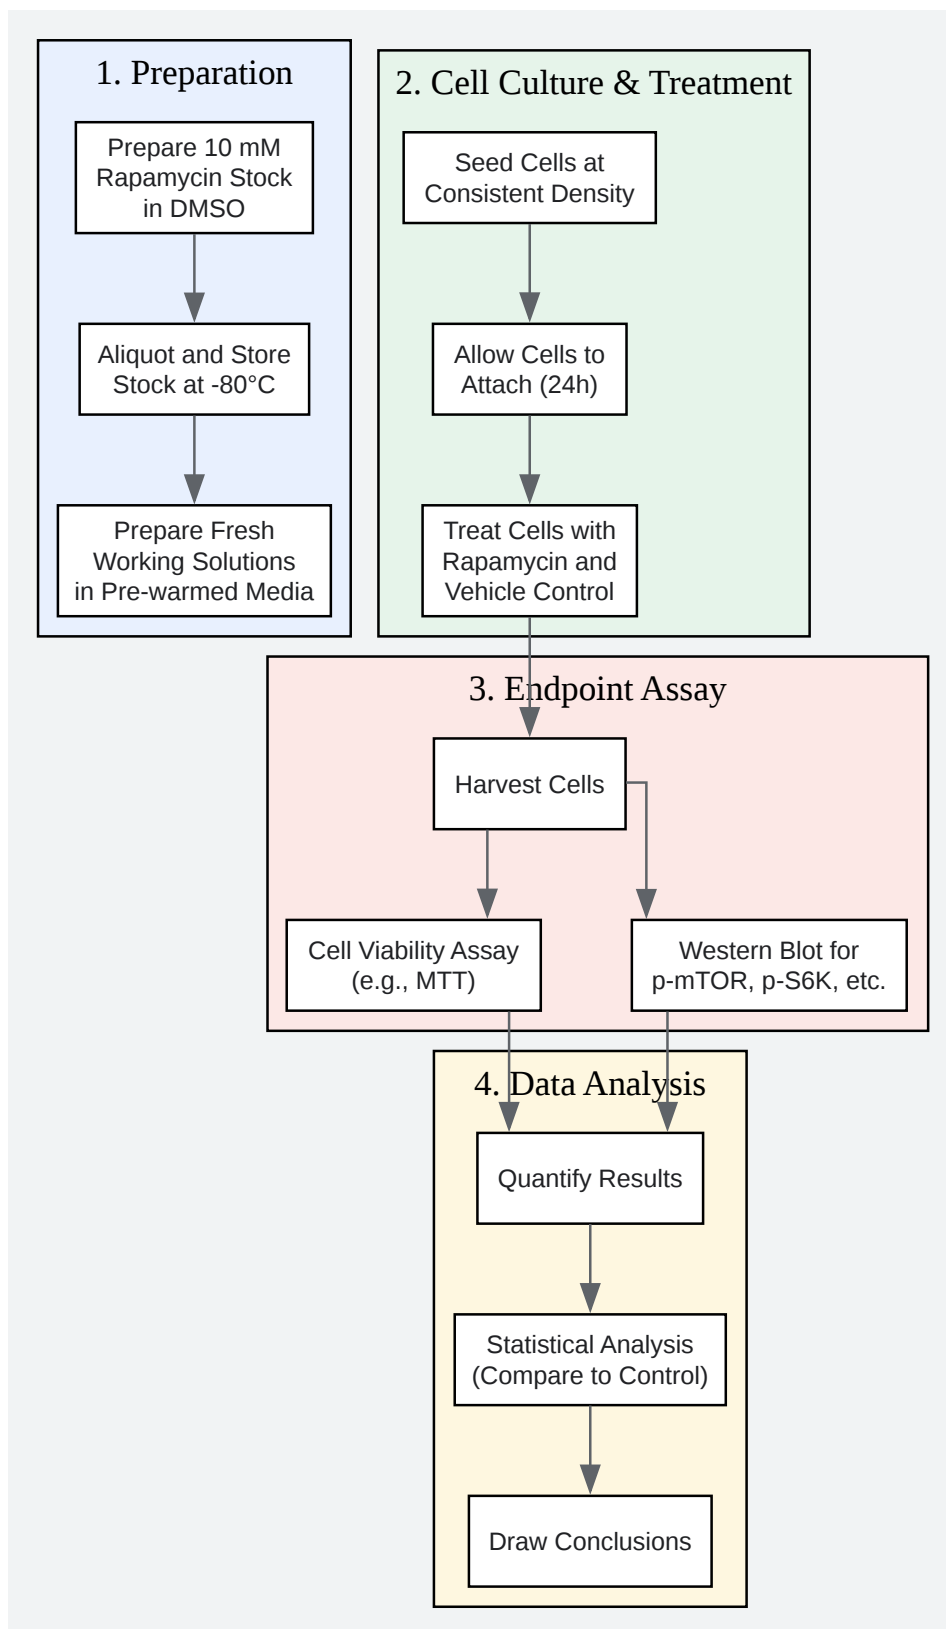 1. Preparation
Prepare 10 mM
Rapamycin Stock
in DMSO
Aliquot and Store
Stock at -80°C
Prepare Fresh
Working Solutions
in Pre-warmed Media
2. Cell Culture & Treatment
Seed Cells at
Consistent Density
Allow Cells to
Attach (24h)
Treat Cells with
Rapamycin and
Vehicle Control
3. Endpoint Assay
Harvest Cells
Cell Viability Assay
(e.g., MTT)
Western Blot for
p-mTOR, p-S6K, etc.
4. Data Analysis
Quantify Results
Statistical Analysis
(Compare to Control)
Draw Conclusions